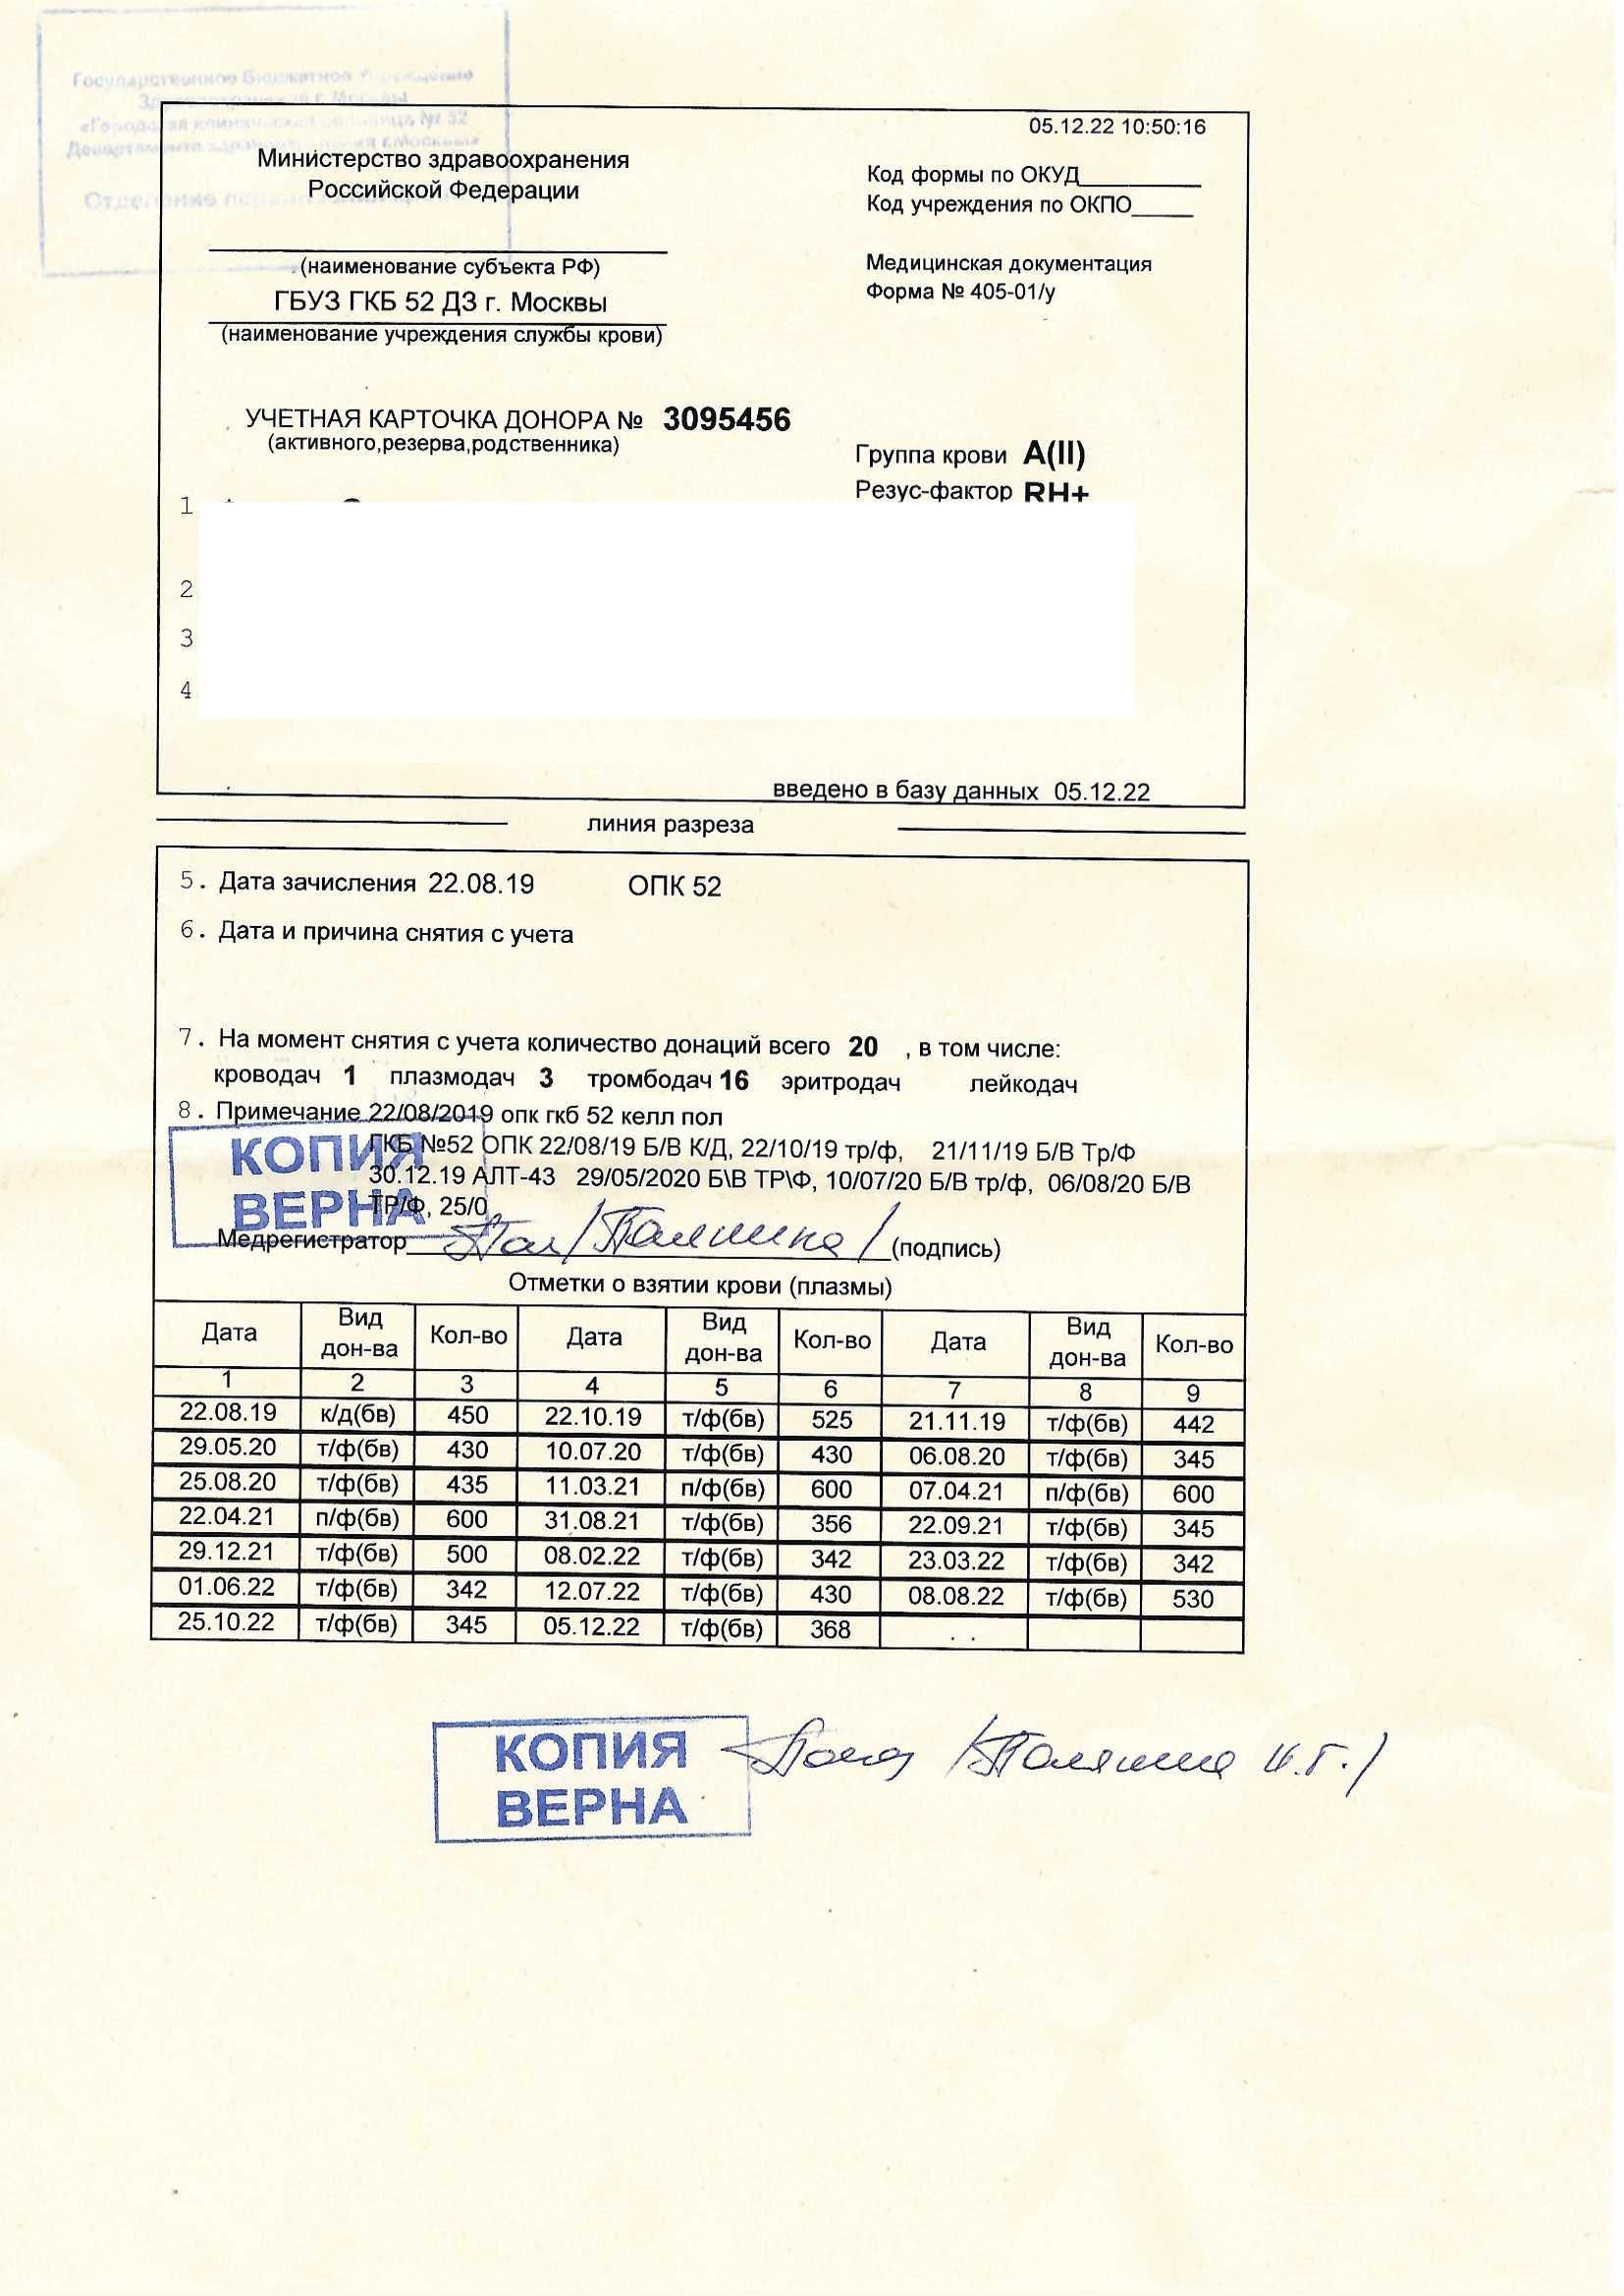 Государственное Бюджетное Учреждение
г. Москвы
«Городская клиническая больница № 52
Департамента здравоохранения г.Москвы»
Отделение
05.12.22 10:50:16
Министерство здравоохранения
Российской Федерации
Код формы по ОКУД
Код учреждения по ОКПО
(наименование субъекта РФ)
Медицинская документация
ГБУЗ ГКБ 52 ДЗ г. Москвы
Форма № 405-01/у
(наименование учреждения службы крови)
УЧЕТНАЯ КАРТОЧКА ДОНОРА № 3095456
(активного,резерва,родственника)
Группа крови A(II)
Резус-фактор RH+
1
2
3
4
введено в базу данных 05.12.22
линия разреза
5. Дата зачисления 22.08.19 ОПК 52
6. Дата и причина снятия с учета
7. На момент снятия с учета количество донаций всего 20 , в том числе:
кроводач 1 плазмодач 3 тромбодач 16 эритродач лейкодач
8. Примечание 22/08/2019 опк гкб 52 келл пол
ГКБ №52 ОПК 22/08/19 Б/В К/Д, 22/10/19 тр/ф, 21/11/19 Б/В Тр/Ф
30.12.19 АЛТ-43 29/05/2020 Б\В ТР\Ф, 10/07/20 Б/В тр/ф, 06/08/20 Б/В
ТР/Ф, 25/0
КОПИЯ
ВЕРНА
Медрегистратор (подпись)
Отметки о взятии крови (плазмы)
Дата Вид дон-ва Кол-во Дата Вид дон-ва Кол-во Дата Вид дон-ва Кол-во
1 2 3 4 5 6 7 8 9
22.08.19 к/д(бв) 450 22.10.19 т/ф(бв) 525 21.11.19 т/ф(бв) 442
29.05.20 т/ф(бв) 430 10.07.20 т/ф(бв) 430 06.08.20 т/ф(бв) 345
25.08.20 т/ф(бв) 435 11.03.21 п/ф(бв) 600 07.04.21 п/ф(бв) 600
22.04.21 п/ф(бв) 600 31.08.21 т/ф(бв) 356 22.09.21 т/ф(бв) 345
29.12.21 т/ф(бв) 500 08.02.22 т/ф(бв) 342 23.03.22 т/ф(бв) 342
01.06.22 т/ф(бв) 342 12.07.22 т/ф(бв) 430 08.08.22 т/ф(бв) 530
25.10.22 т/ф(бв) 345 05.12.22 т/ф(бв) 368 . .
КОПИЯ
ВЕРНА